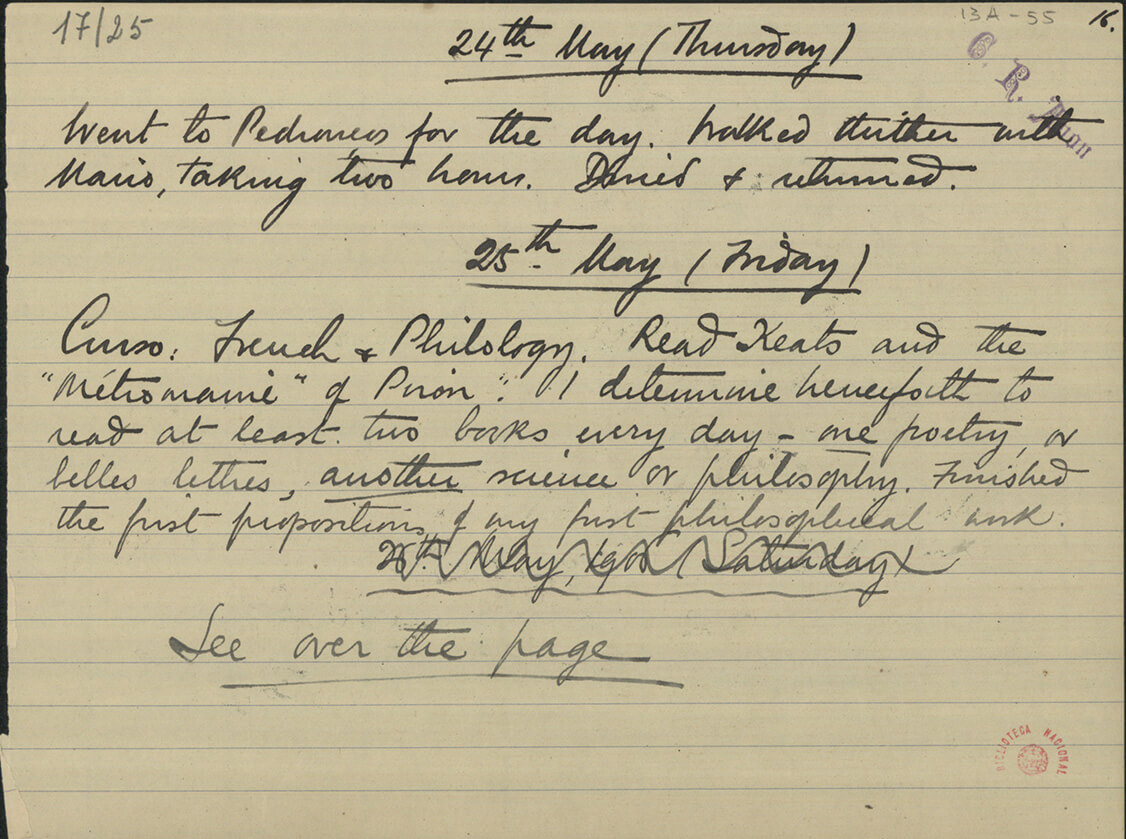 17/25
13A-55
16.
C. R. Anon
24th May (Thursday)
Went to Pedrouços for the day. Walked thither with
Mario, taking two hours. Dined & returned.
25th May (Friday)
Curso: French & Philology. Read Keats and the
"Métromanie" of Piron. I determine henceforth to
read at least two books every day - one poetry, or
belles lettres, another science or philosophy. Finished
the first propositions of my first philosophical work.
26th May, 1906 (Saturday)
See over the page
BIBLIOTECA NACIONAL